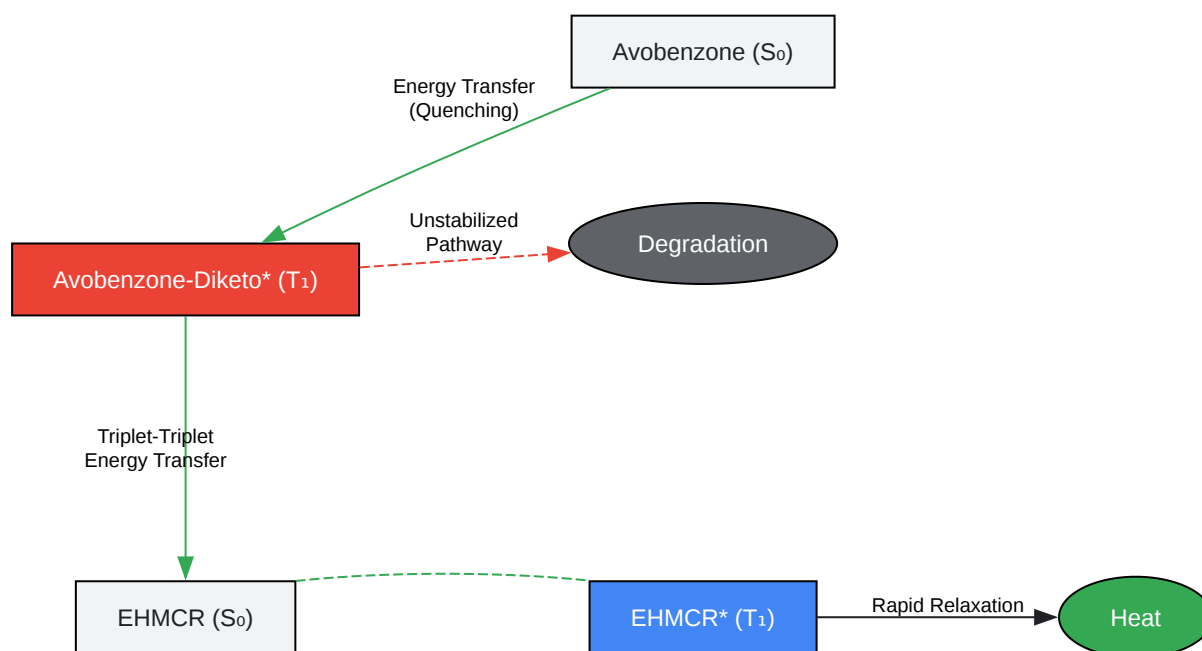 Avobenzone (S₀)
Energy Transfer
(Quenching)
Unstabilized
Pathway
Degradation
Avobenzone-Diketo* (T₁)
Triplet-Triplet
Energy Transfer
EHMCR (S₀)
EHMCR* (T₁)
Rapid Relaxation
Heat